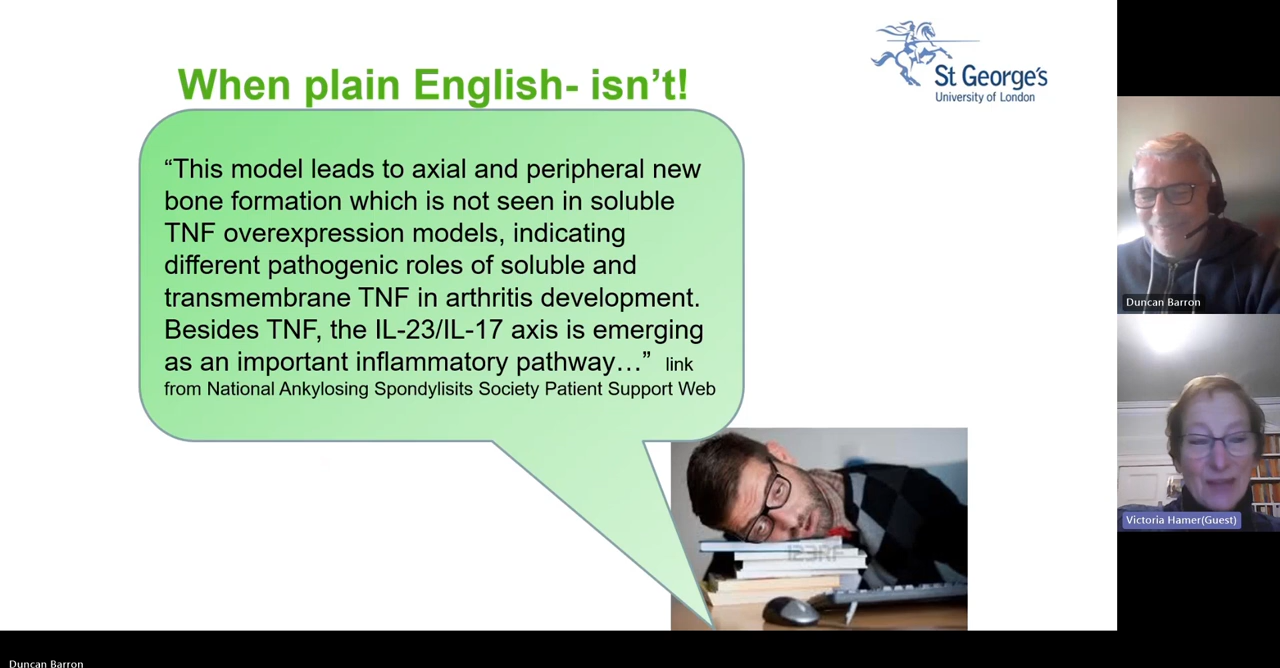 When plain English- isn’t!
St George's
University of London
“This model leads to axial and peripheral new
bone formation which is not seen in soluble
TNF overexpression models, indicating
different pathogenic roles of soluble and
transmembrane TNF in arthritis development.
Besides TNF, the IL-23/IL-17 axis is emerging
as an important inflammatory pathway…” link
from National Ankylosing Spondylisits Society Patient Support Web
Duncan Barron
Victoria Hamer(Guest)
Duncan Barron